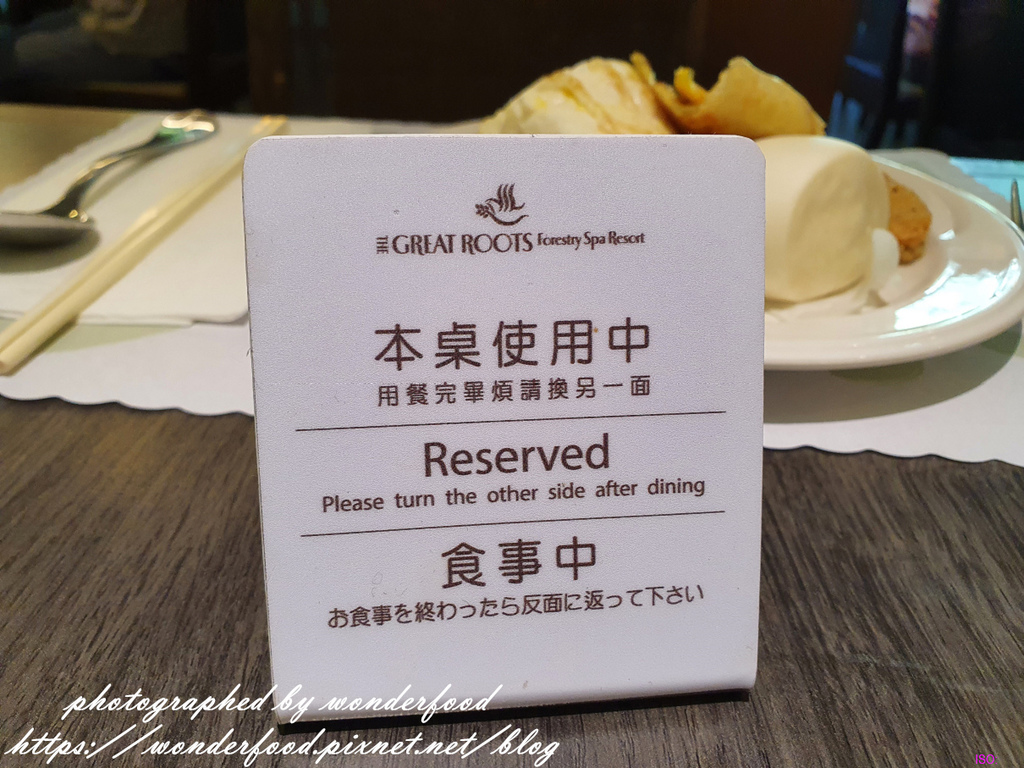 THE GREAT ROOTS Forestry Spa Resort
本桌使用中
用餐完畢煩請換另一面
Reserved
Please turn the other side after dining
食事中
お食事を終わったら反面に返って下さい
photographed by wonderfood
https://wonderfood.pixnet.net/blog
180